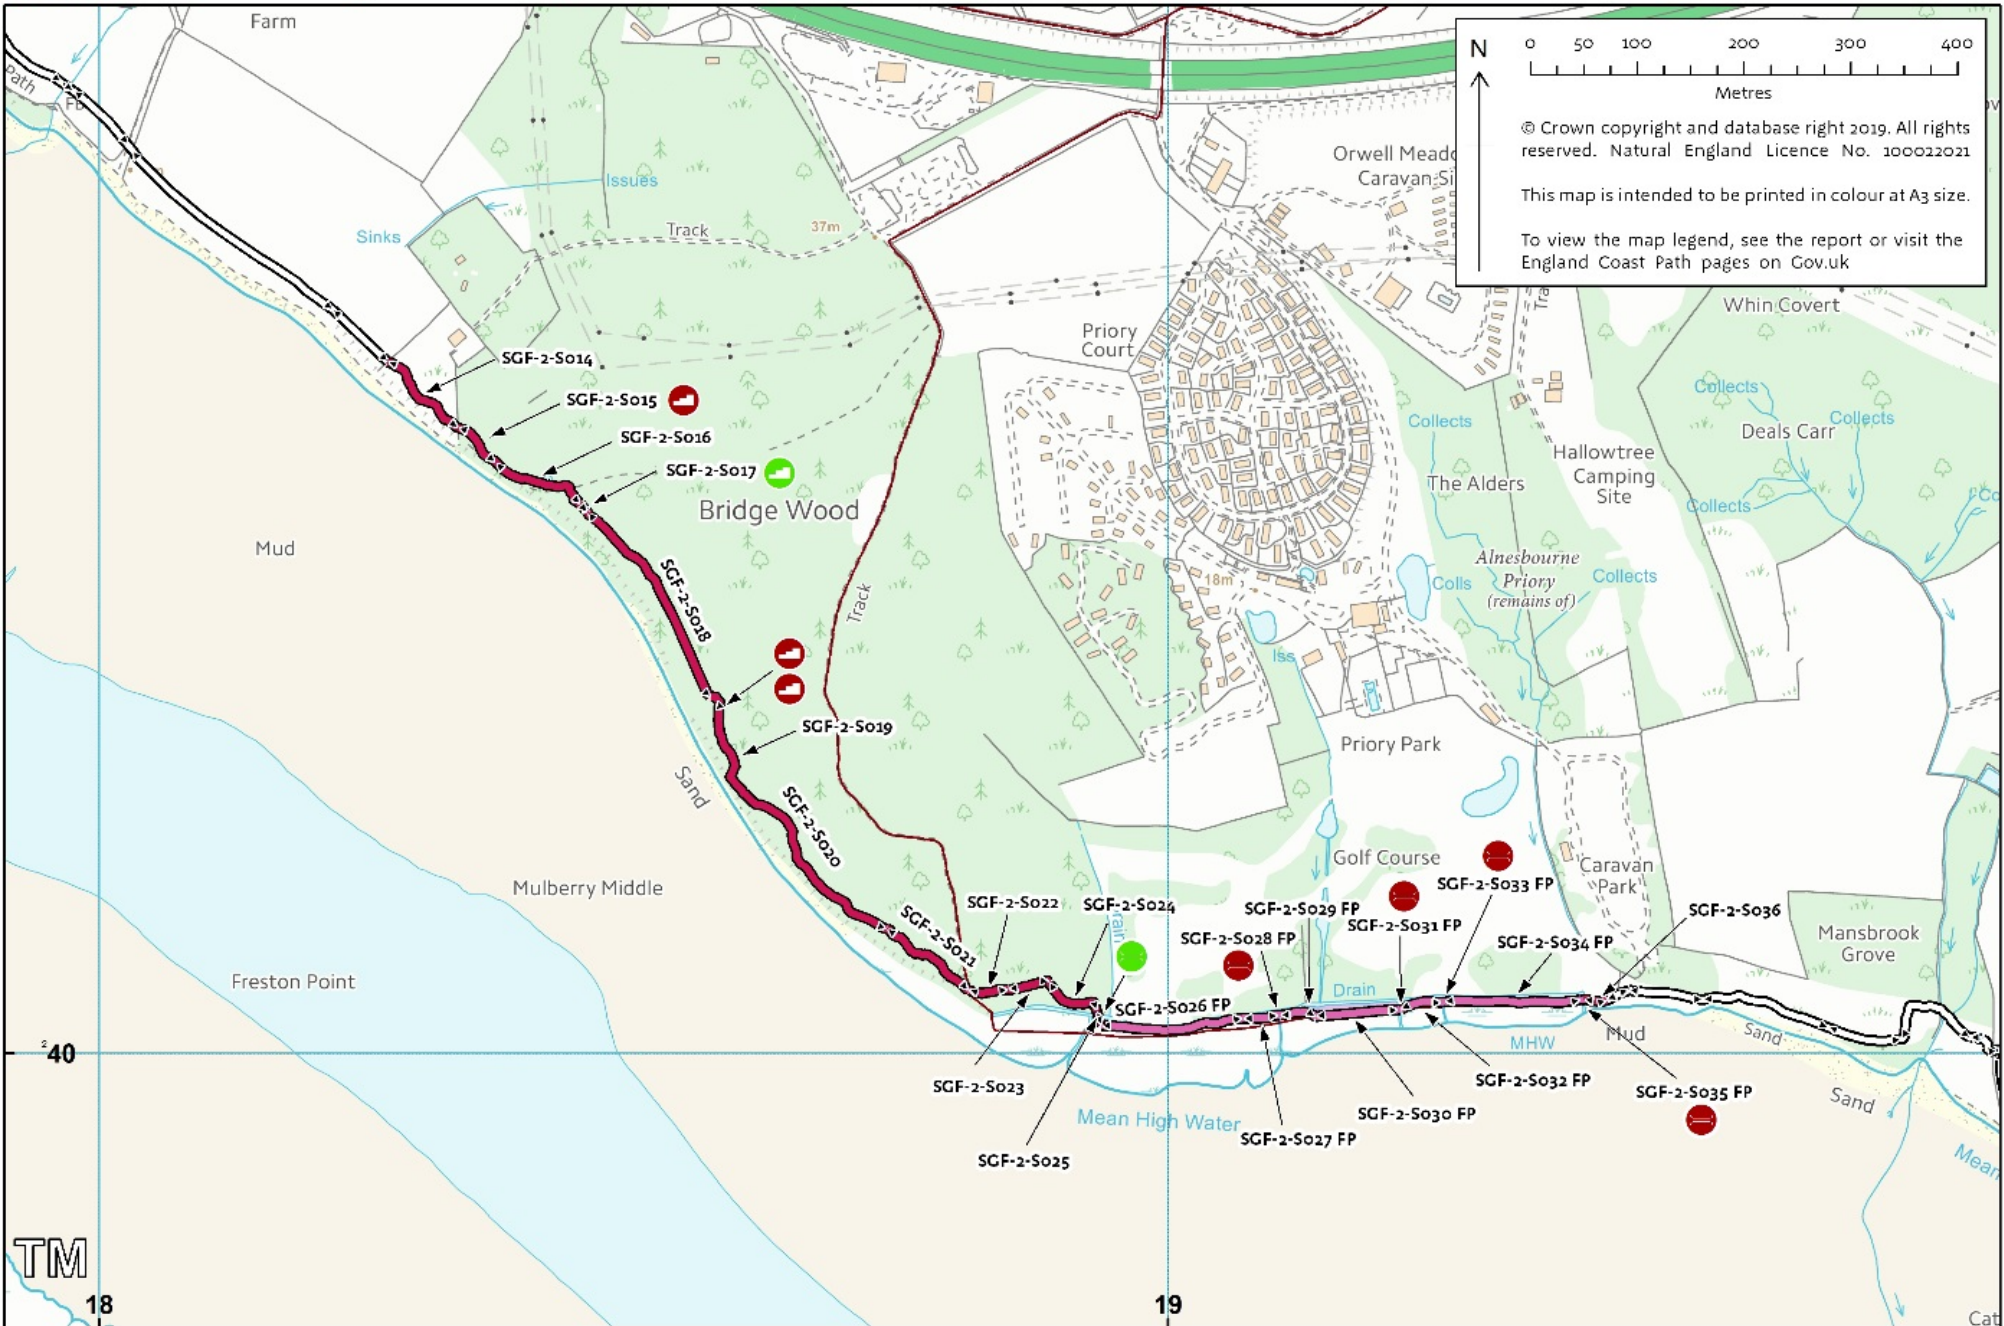 Farm
Path
FB
N
0 50 100 200 300 400
Metres
© Crown copyright and database right 2019. All rights
reserved. Natural England Licence No. 100022021
This map is intended to be printed in colour at A3 size.
To view the map legend, see the report or visit the
England Coast Path pages on Gov.uk
Orwell Meado
Caravan Si
Issues
Sinks
Track
37m
Whin Covert
Priory
Court
SGF-2-S014
SGF-2-S015
SGF-2-S016
SGF-2-S017
Bridge Wood
Collects
Collects
Collects
Deals Carr
Hallowtree
Camping
Site
The Alders
Collects
Co
Mud
Alnesbourne
Priory
(remains of)
Colls
Collects
18m
Track
SGF-2-S018
Iss
SGF-2-S019
Priory Park
Sand
SGF-2-S020
Golf Course
Caravan
Park
Mulberry Middle
SGF-2-S021
SGF-2-S022
SGF-2-S024
rain
SGF-2-S033 FP
SGF-2-S029 FP
SGF-2-S031 FP
SGF-2-S028 FP
SGF-2-S036
SGF-2-S034 FP
Mansbrook
Grove
Freston Point
Drain
SGF-2-S026 FP
MHW
Mud
Sand
²40
SGF-2-S023
SGF-2-S032 FP
SGF-2-S035 FP
Sand
SGF-2-S030 FP
Mean High Water
SGF-2-S027 FP
SGF-2-S025
Mean
TM
18
19
Cat